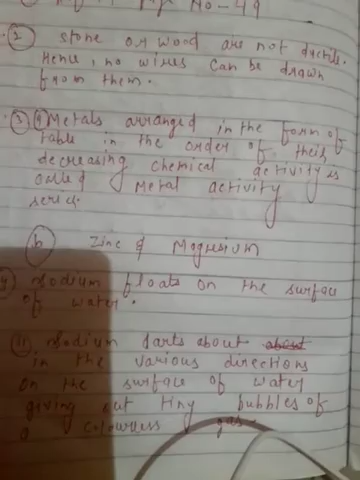 No - 49
② Stone or wood are not ductile.
Hence, no wires can be drawn
from them.
③ ⓐ Metals arranged in the form of
table in the order of their
decreasing chemical activity is
called metal activity
series.
ⓑ Zinc & Magnesium
Sodium floats on the surface
of water.
ⓘⓘ Sodium darts about about
in the various directions
on the surface of water
giving out tiny bubbles of
a colourless gas.